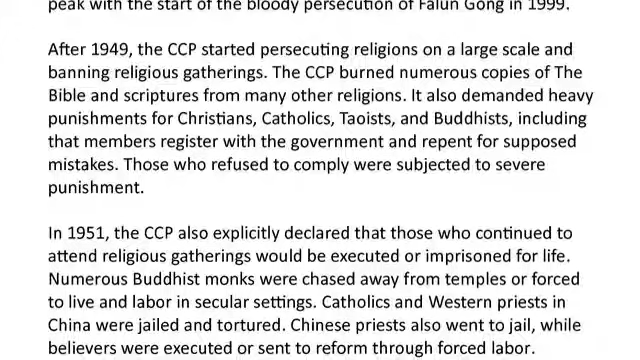 peak with the start of the bloody persecution of Falun Gong in 1999.
After 1949, the CCP started persecuting religions on a large scale and
banning religious gatherings. The CCP burned numerous copies of The
Bible and scriptures from many other religions. It also demanded heavy
punishments for Christians, Catholics, Taoists, and Buddhists, including
that members register with the government and repent for supposed
mistakes. Those who refused to comply were subjected to severe
punishment.
In 1951, the CCP also explicitly declared that those who continued to
attend religious gatherings would be executed or imprisoned for life.
Numerous Buddhist monks were chased away from temples or forced
to live and labor in secular settings. Catholics and Western priests in
China were jailed and tortured. Chinese priests also went to jail, while
believers were executed or sent to reform through forced labor.